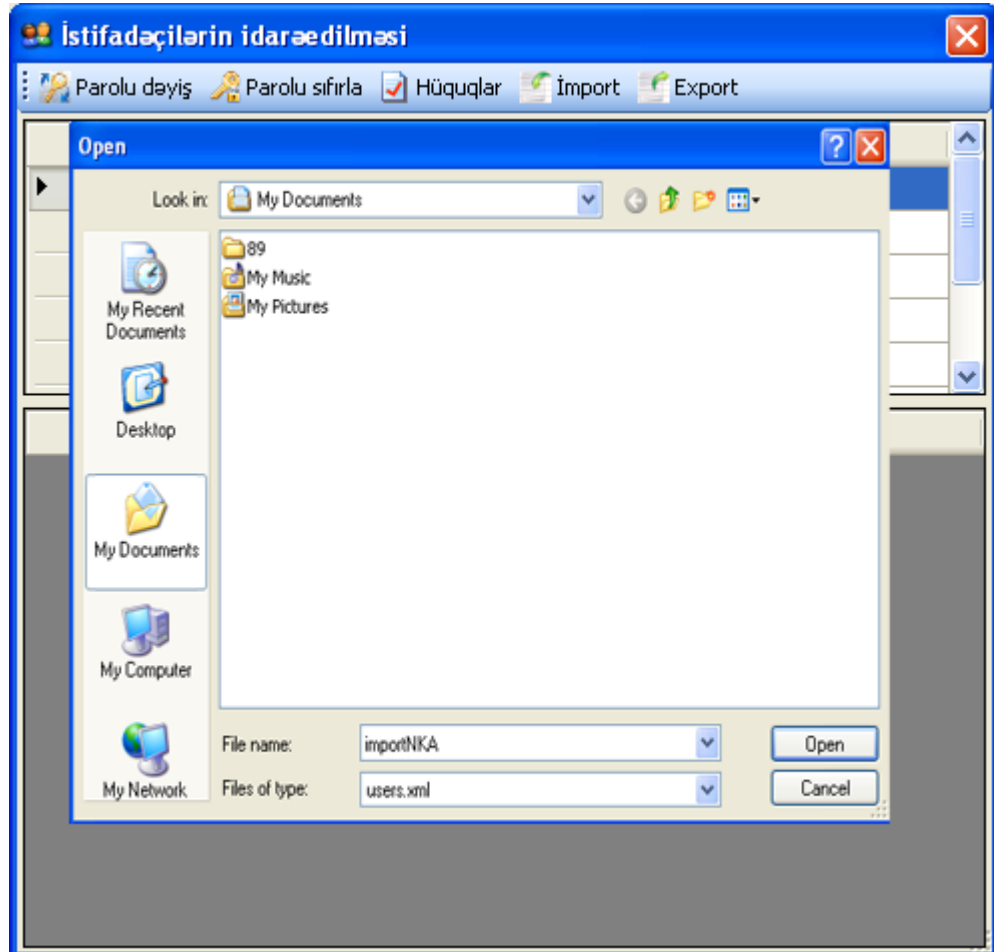 İstifadəçilərin idarəedilməsi
Parolu dəyiş Parolu sıfırla Hüquqlar İmport Export
Open
Look in: My Documents
89
My Music
My Pictures
My Recent
Documents
Desktop
My Documents
My Computer
My Network
File name: importNKA Open
Files of type: users.xml Cancel